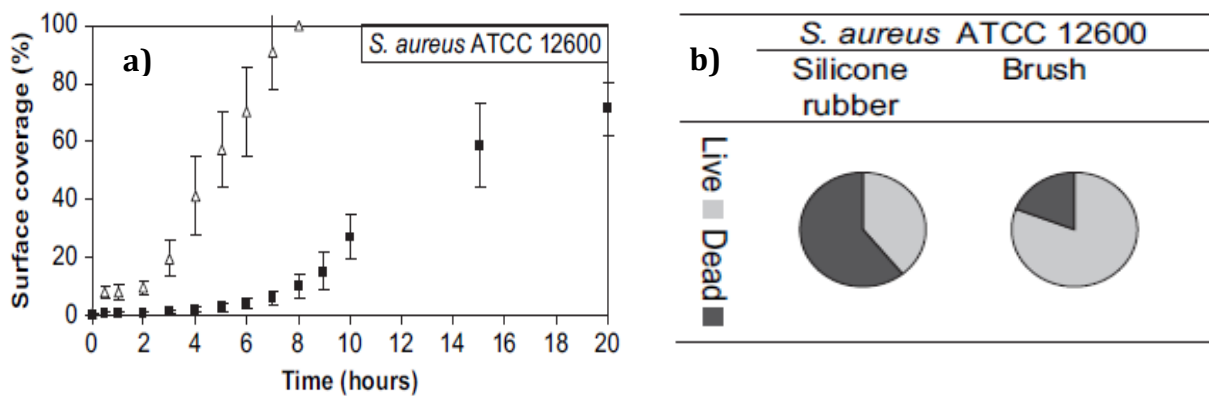 100
80
60
40
20
0
Surface coverage (%)
a)
S. aureus ATCC 12600
0 2 4 6 8 10 12 14 16 18 20
Time (hours)
b)
S. aureus ATCC 12600
Silicone rubber
Brush
Live
Dead